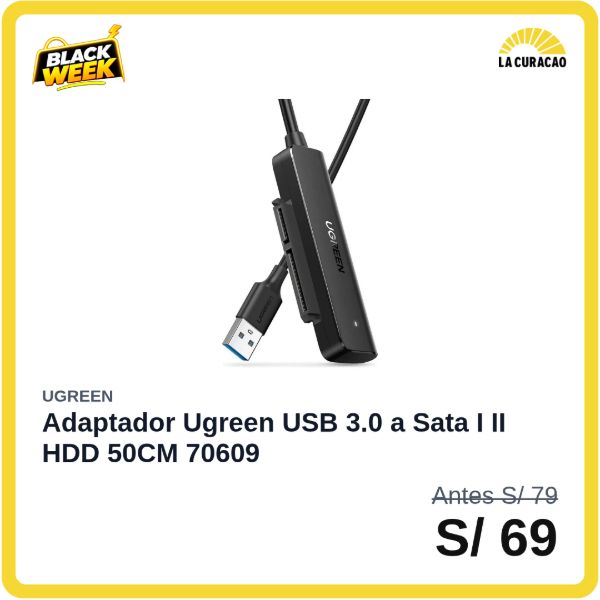 BLACK
WEEK
LA CURACAO
UGREEN
UGREEN
UGREEN
Adaptador Ugreen USB 3.0 a Sata I II
HDD 50CM 70609
Antes S/ 79
S/ 69